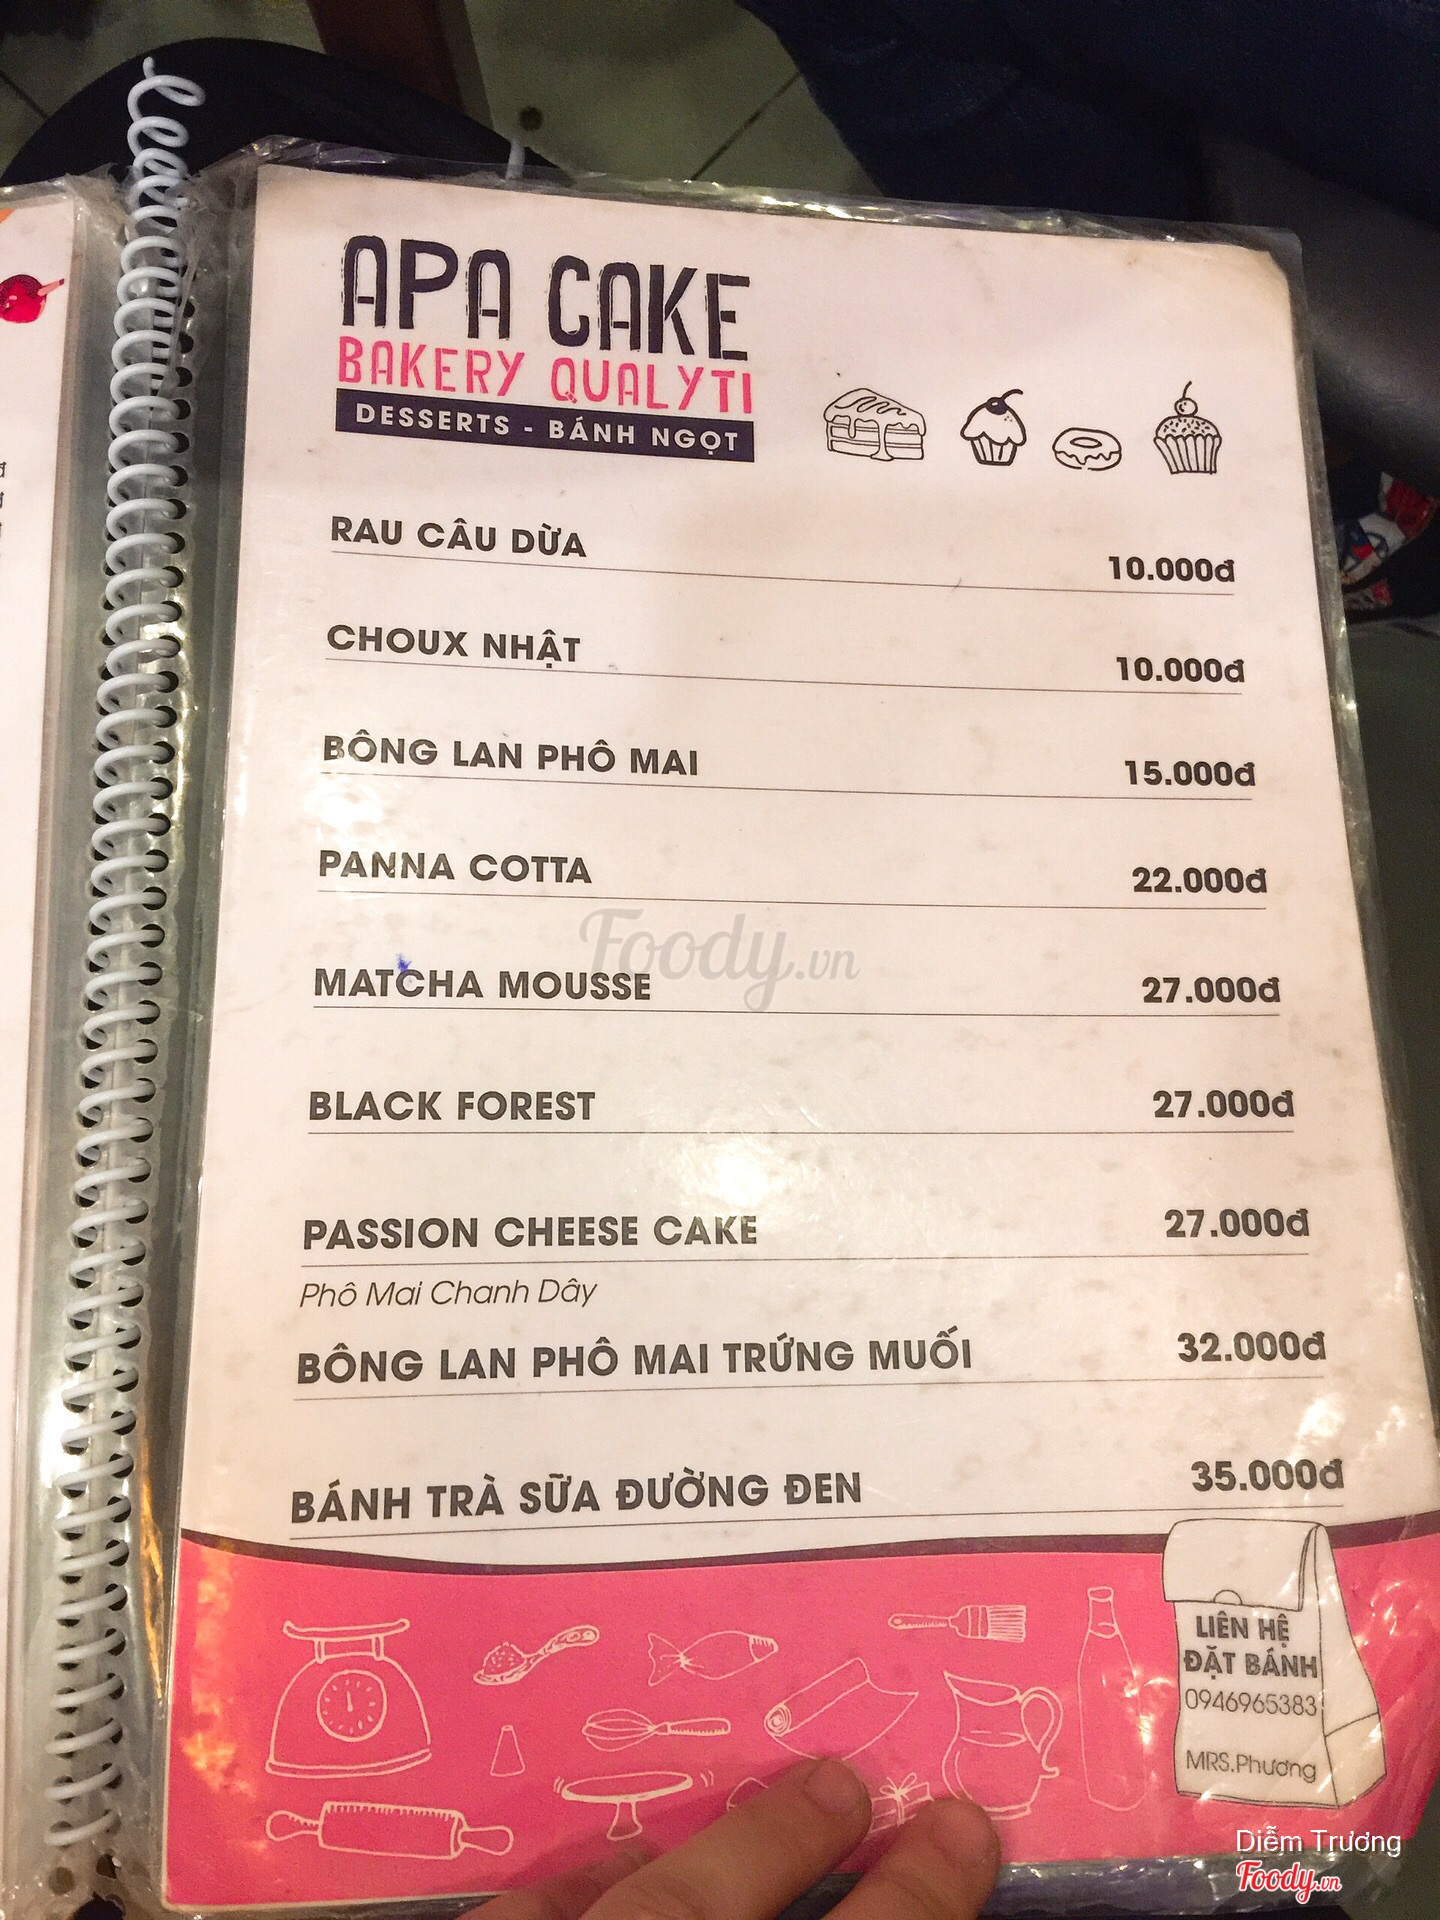 APA CAKE
BAKERY QUALYTI
DESSERTS - BÁNH NGỌT
RAU CÂU DỪA 10.000đ
CHOUX NHẬT 10.000đ
BÔNG LAN PHÔ MAI 15.000đ
PANNA COTTA 22.000đ
Foody.vn
MATCHA MOUSSE 27.000đ
BLACK FOREST 27.000đ
PASSION CHEESE CAKE 27.000đ
Phô Mai Chanh Dây
BÔNG LAN PHÔ MAI TRỨNG MUỐI 32.000đ
BÁNH TRÀ SỮA ĐƯỜNG ĐEN 35.000đ
LIÊN HỆ
ĐẶT BÁNH
0946965383
MRS.Phương
Diễm Trương
Foody.vn